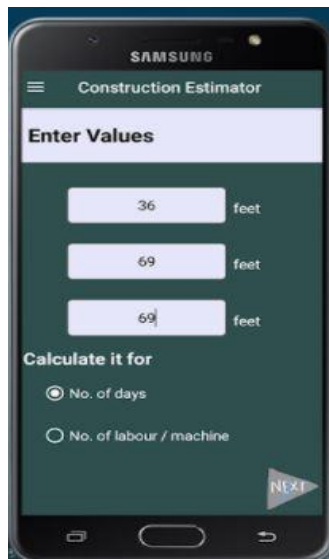 SAMSUNG
Construction Estimator
Enter Values
36 feet
69 feet
69 feet
Calculate it for
No. of days
No. of labour / machine
NEXT